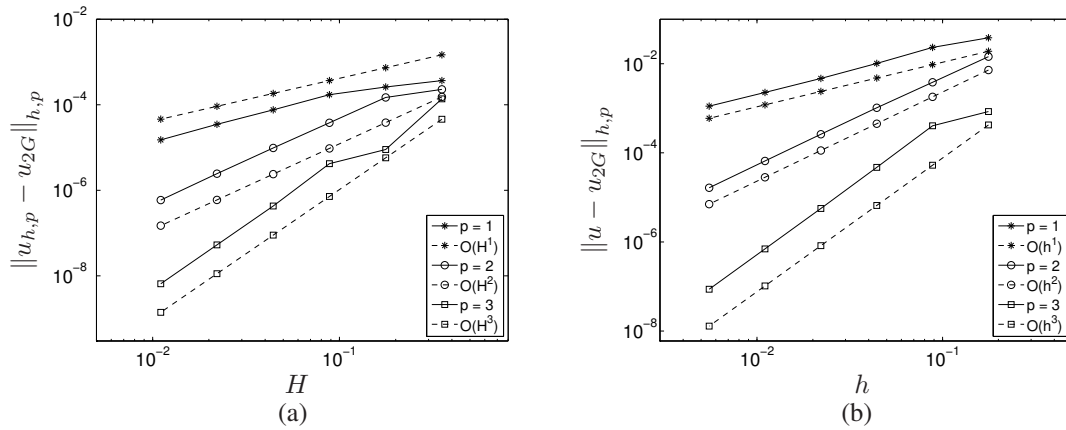 10^−2
10^−4
10^−6
10^−8
‖u_{h,p} − u_{2G}‖_{h,p}
p = 1
O(H^1)
p = 2
O(H^2)
p = 3
O(H^3)
10^−2
10^−1
H
(a)
10^−2
10^−4
10^−6
10^−8
‖u − u_{2G}‖_{h,p}
p = 1
O(h^1)
p = 2
O(h^2)
p = 3
O(h^3)
10^−2
10^−1
h
(b)